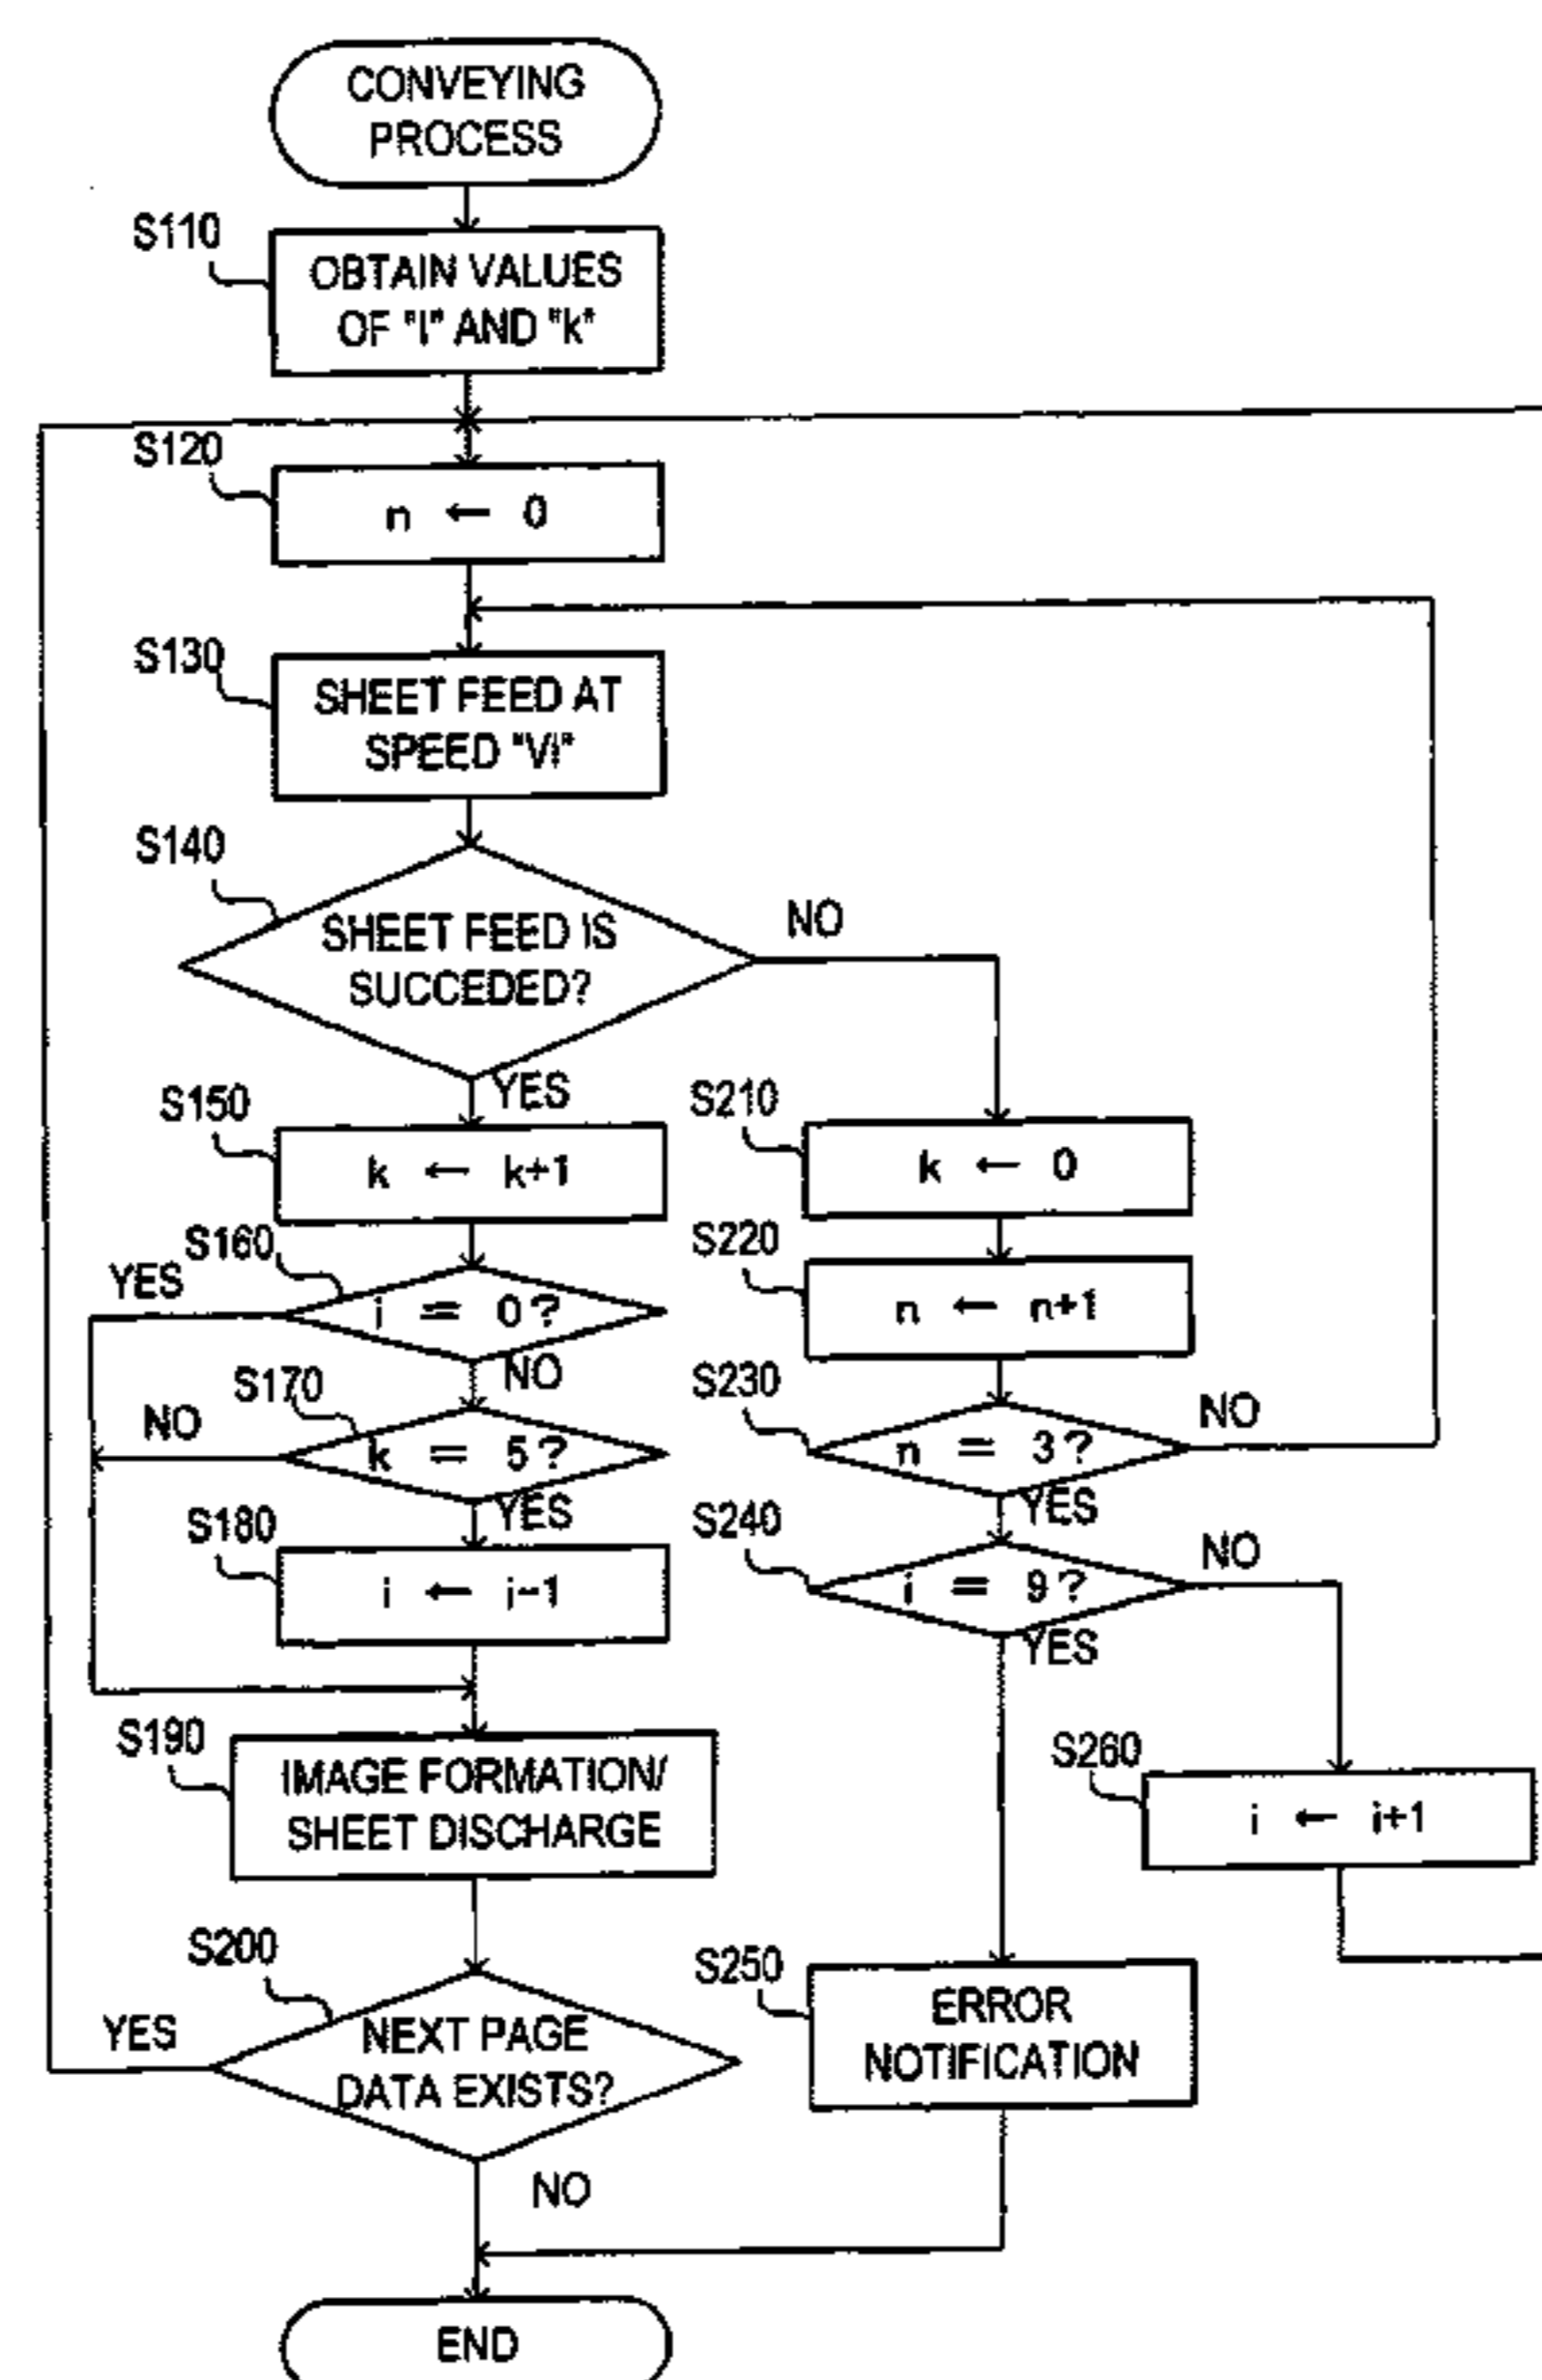 CONVEYING
PROCESS
S110
OBTAIN VALUES
OF "I" AND "k"
S120
n ← 0
S130
SHEET FEED AT
SPEED "VI"
S140
SHEET FEED IS
SUCCEDED?
NO
YES
S150
k ← k+1
S210
k ← 0
S160
YES
i = 0?
NO
S220
n ← n+1
S170
NO
k = 5?
YES
S230
n = 3?
NO
YES
S180
i ← i-1
S240
i = 9?
NO
YES
S190
IMAGE FORMATION/
SHEET DISCHARGE
S260
i ← i+1
S200
YES
NEXT PAGE
DATA EXISTS?
NO
S250
ERROR
NOTIFICATION
END